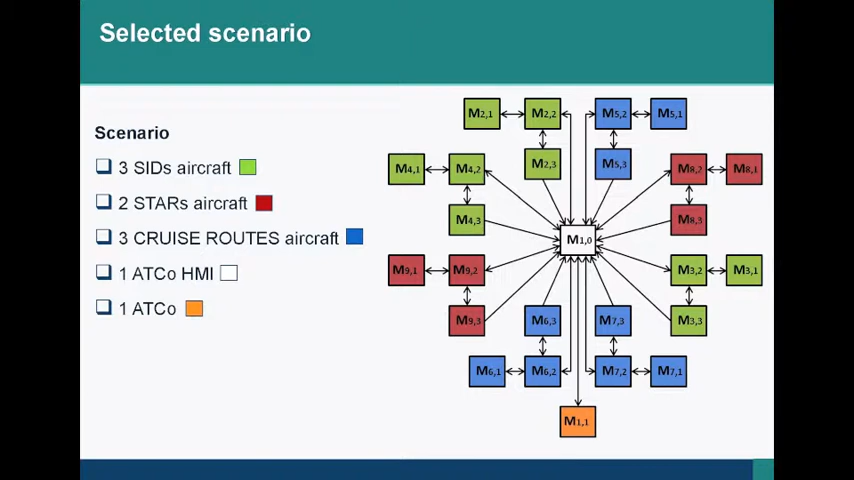 Selected scenario
Scenario
3 SIDs aircraft
2 STARs aircraft
3 CRUISE ROUTES aircraft
1 ATCo HMI
1 ATCo
M2,1 M2,2 M5,2 M5,1
M4,1 M4,2 M2,3 M5,3 M8,2 M8,1
M4,3 M8,3
M1,0
M9,1 M9,2 M3,2 M3,1
M9,3 M6,3 M7,3 M3,3
M6,1 M6,2 M7,2 M7,1
M1,1